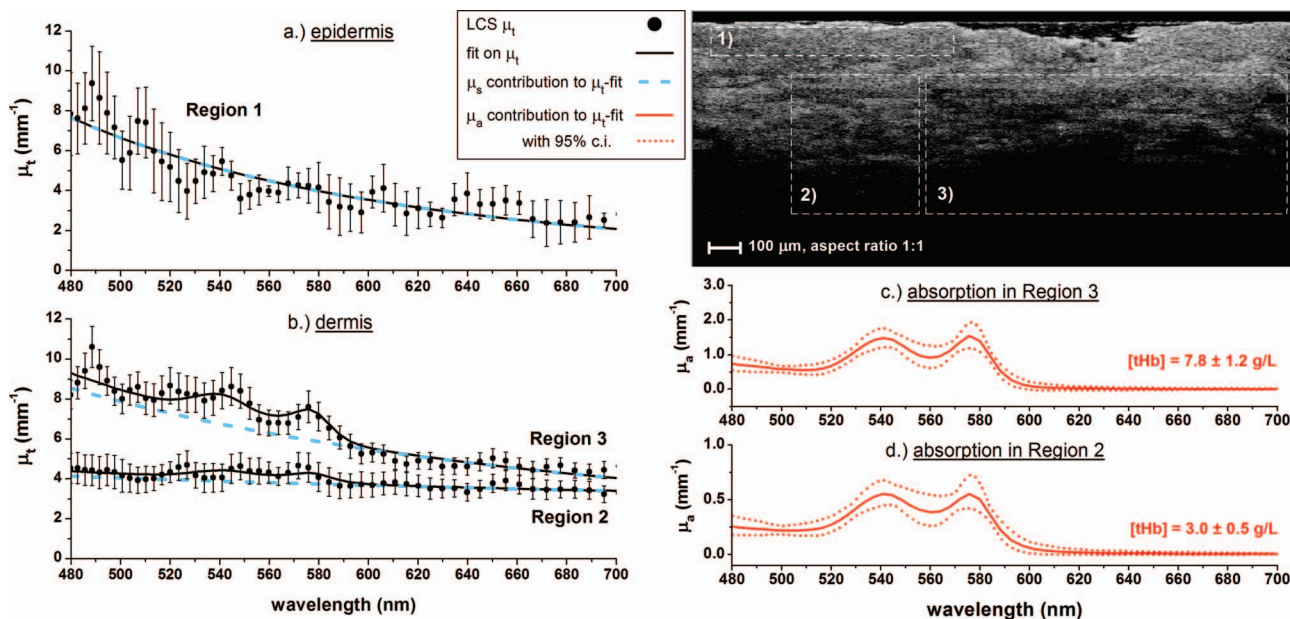 a.) epidermis
Region 1
μt (mm⁻¹)
12
10
8
6
4
2
0
480 500 520 540 560 580 600 620 640 660 680 700
LCS μt
fit on μt
μs contribution to μt-fit
μa contribution to μt-fit
with 95% c.i.
b.) dermis
Region 3
Region 2
μt (mm⁻¹)
12
10
8
6
4
2
0
480 500 520 540 560 580 600 620 640 660 680 700
wavelength (nm)
1)
2)
3)
100 μm, aspect ratio 1:1
c.) absorption in Region 3
[tHb] = 7.8 ± 1.2 g/L
μa (mm⁻¹)
3.0
2.0
1.0
0.0
480 500 520 540 560 580 600 620 640 660 680 700
d.) absorption in Region 2
[tHb] = 3.0 ± 0.5 g/L
μa (mm⁻¹)
1.0
0.5
0.0
480 500 520 540 560 580 600 620 640 660 680 700
wavelength (nm)